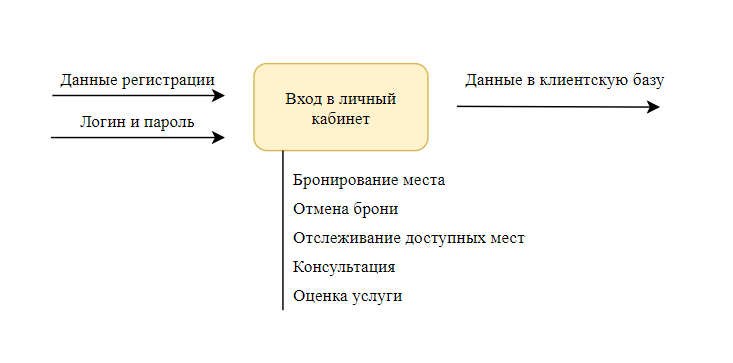 Данные регистрации
Логин и пароль
Вход в личный
кабинет
Данные в клиентскую базу
Бронирование места
Отмена брони
Отслеживание доступных мест
Консультация
Оценка услуги